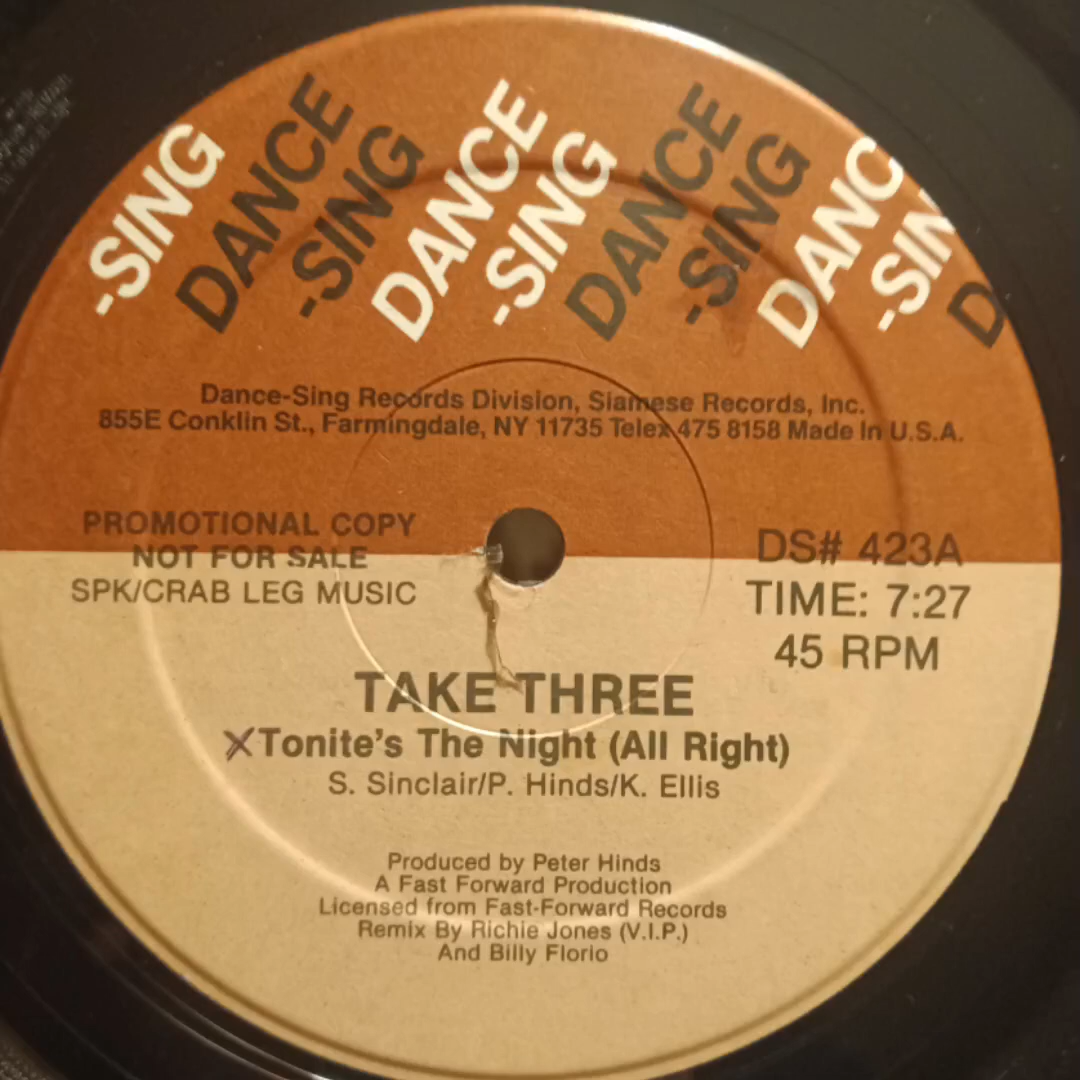 -SING DANCE -SING DANCE -SING DANCE -SING DANC -SIN D
Dance-Sing Records Division, Siamese Records, Inc.
855E Conklin St., Farmingdale, NY 11735 Telex 475 8158 Made In U.S.A.
PROMOTIONAL COPY
NOT FOR SALE
SPK/CRAB LEG MUSIC
DS# 423A
TIME: 7:27
45 RPM
TAKE THREE
XTonite's The Night (All Right)
S. Sinclair/P. Hinds/K. Ellis
Produced by Peter Hinds
A Fast Forward Production
Licensed from Fast-Forward Records
Remix By Richie Jones (V.I.P.)
And Billy Florio